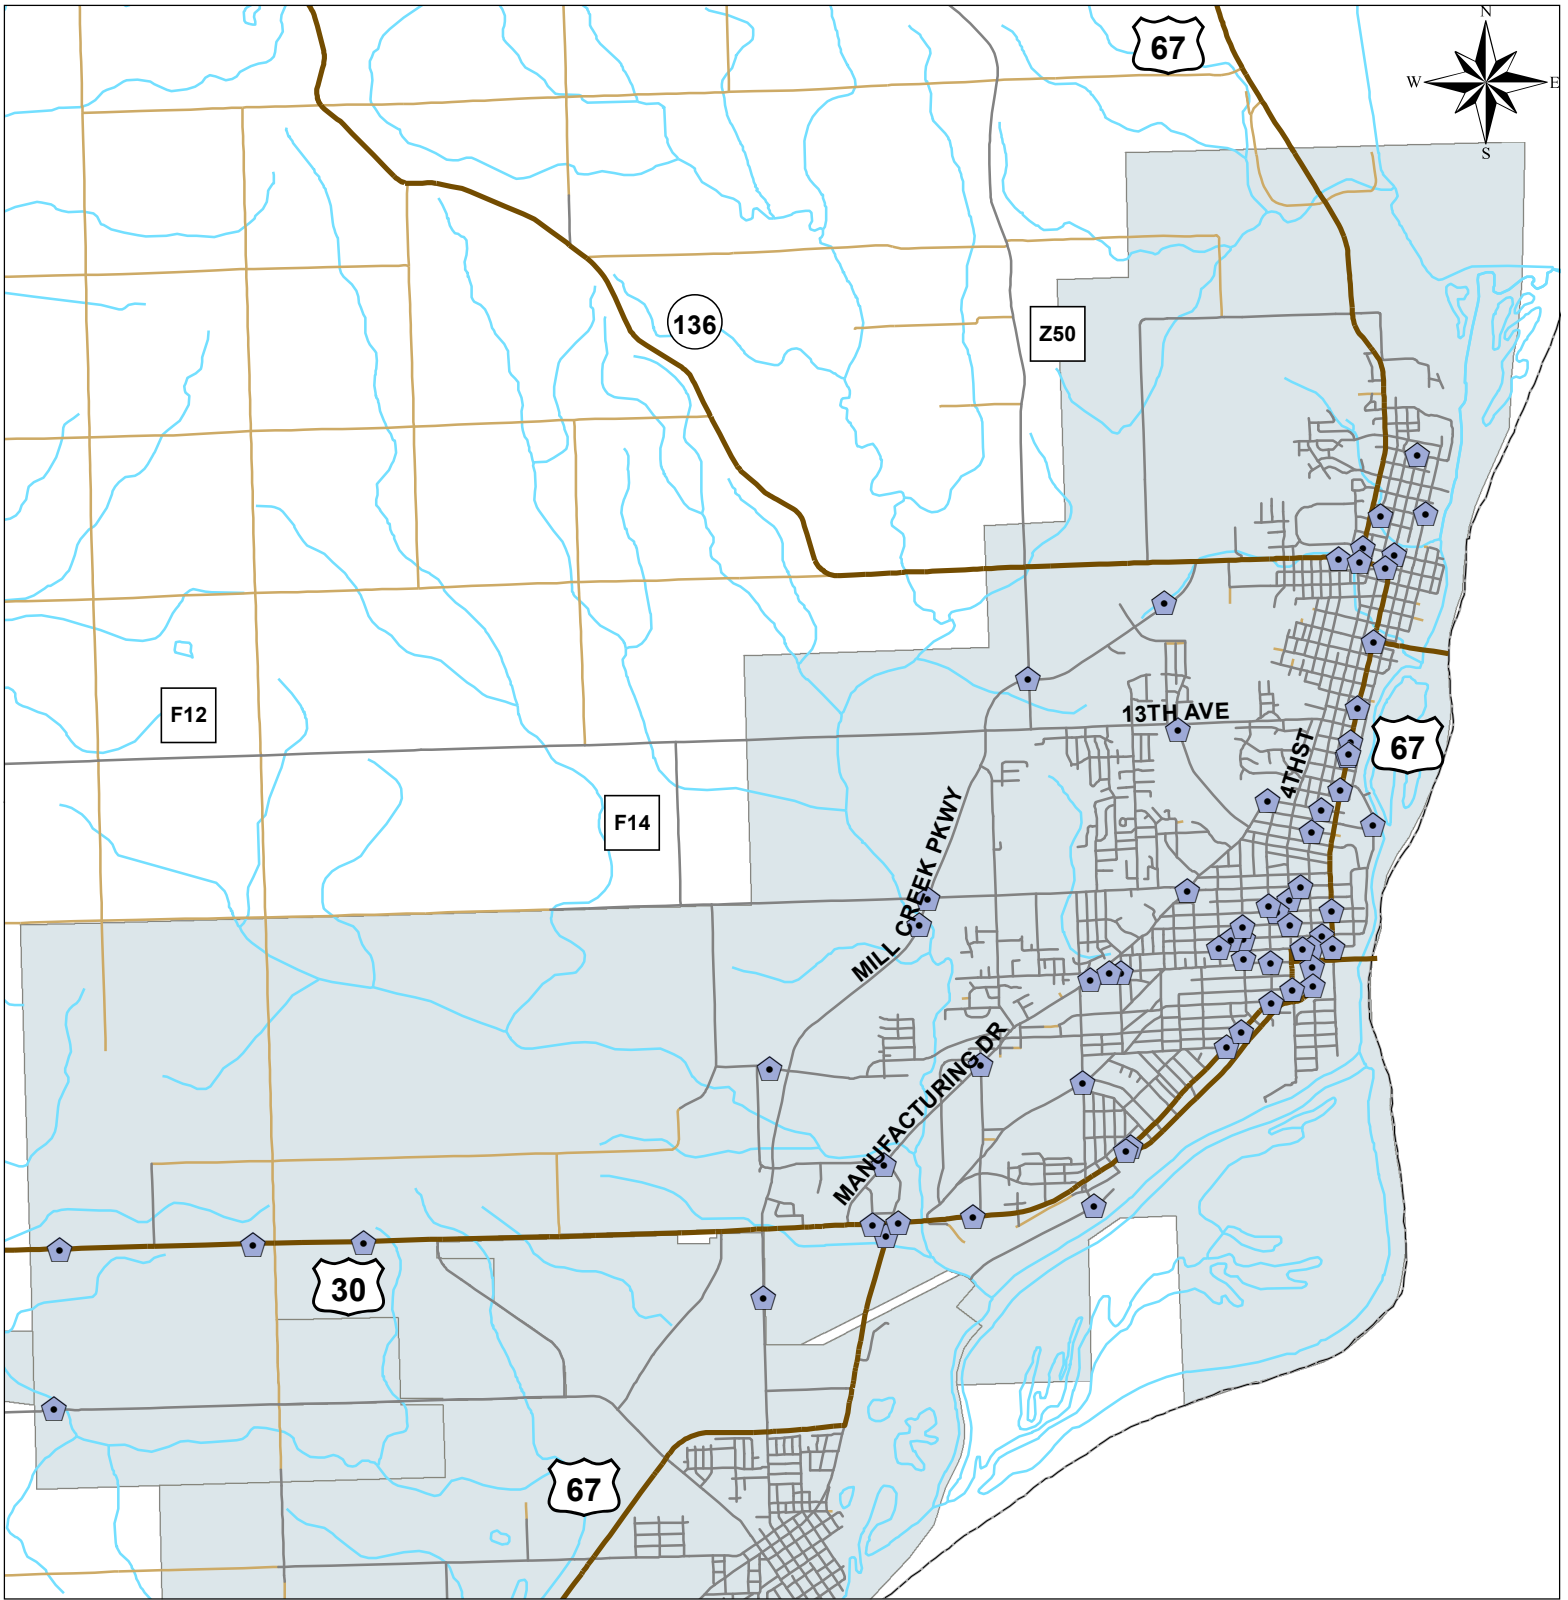 N
67
W E
S
136
Z50
F12
13TH AVE
67
4THST
F14
MILL CREEK PKWY
MANUFACTURING DR
30
67